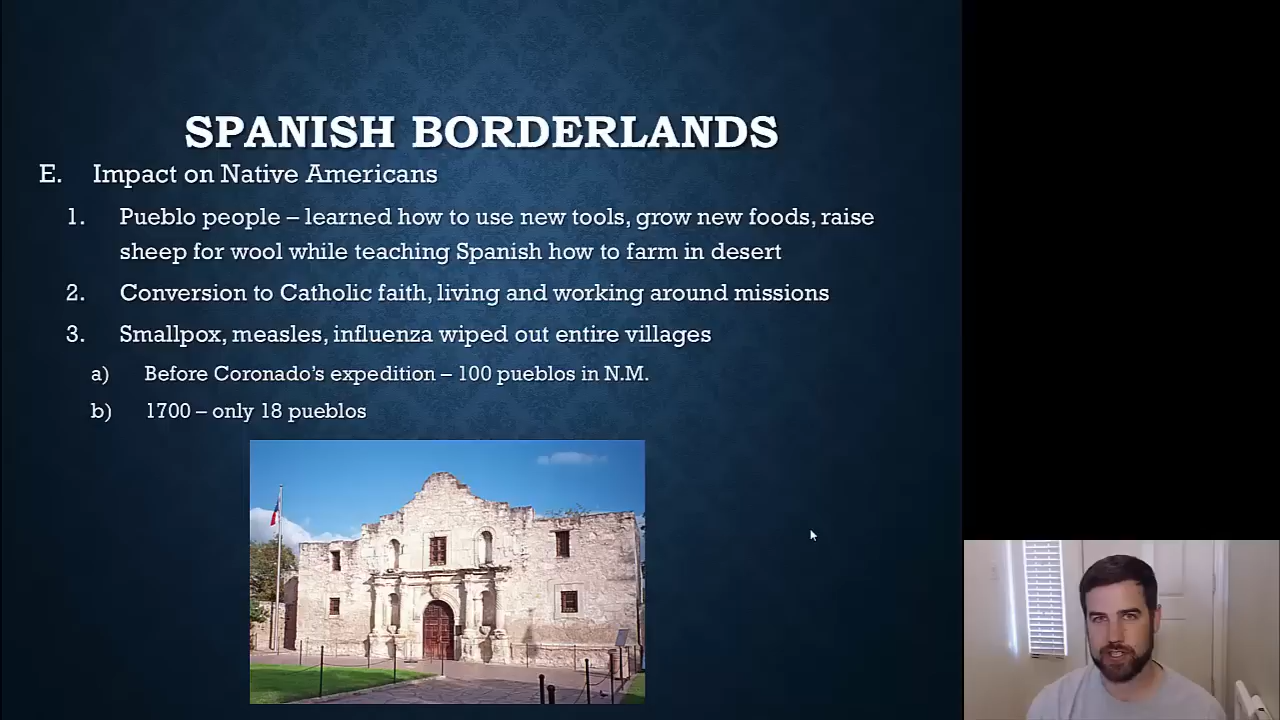 SPANISH BORDERLANDS
E. Impact on Native Americans
1. Pueblo people – learned how to use new tools, grow new foods, raise
sheep for wool while teaching Spanish how to farm in desert
2. Conversion to Catholic faith, living and working around missions
3. Smallpox, measles, influenza wiped out entire villages
a) Before Coronado’s expedition – 100 pueblos in N.M.
b) 1700 – only 18 pueblos